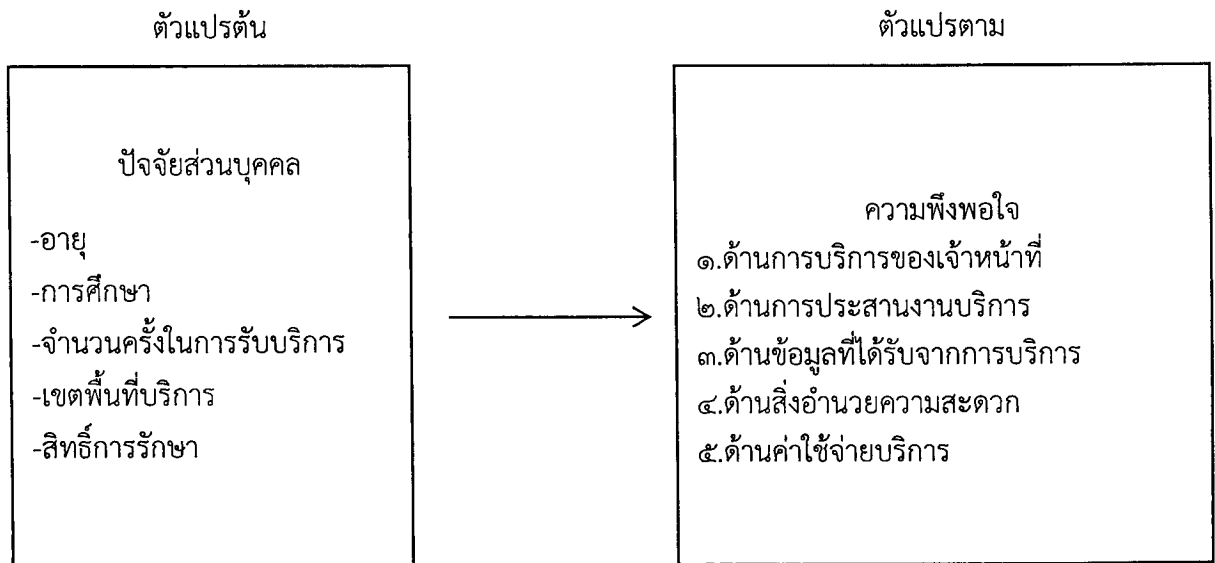 ตัวแปรต้น
ตัวแปรตาม
ปัจจัยส่วนบุคคล
-อายุ
-การศึกษา
-จำนวนครั้งในการรับบริการ
-เขตพื้นที่บริการ
-สิทธิ์การรักษา
ความพึงพอใจ
๑.ด้านการบริการของเจ้าหน้าที่
๒.ด้านการประสานงานบริการ
๓.ด้านข้อมูลที่ได้รับจากการบริการ
๔.ด้านสิ่งอำนวยความสะดวก
๕.ด้านค่าใช้จ่ายบริการ